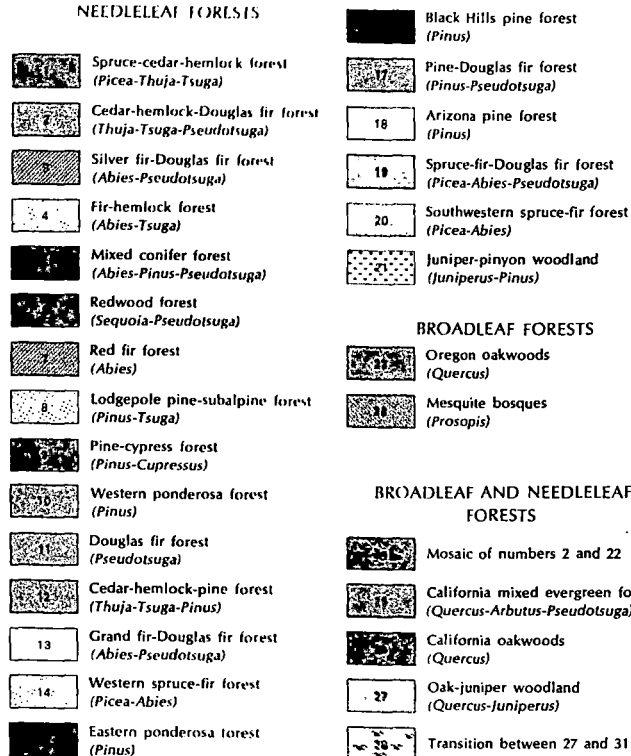 NEEDLELEAF FORESTS
Spruce-cedar-hemlock forest
(Picea-Thuja-Tsuga)
2
Cedar-hemlock-Douglas fir forest
(Thuja-Tsuga-Pseudotsuga)
Silver fir-Douglas fir forest
(Abies-Pseudotsuga)
4
Fir-hemlock forest
(Abies-Tsuga)
Mixed conifer forest
(Abies-Pinus-Pseudotsuga)
Redwood forest
(Sequoia-Pseudotsuga)
7
Red fir forest
(Abies)
8
Lodgepole pine-subalpine forest
(Pinus-Tsuga)
Pine-cypress forest
(Pinus-Cupressus)
10
Western ponderosa forest
(Pinus)
11
Douglas fir forest
(Pseudotsuga)
12
Cedar-hemlock-pine forest
(Thuja-Tsuga-Pinus)
13
Grand fir-Douglas fir forest
(Abies-Pseudotsuga)
14
Western spruce-fir forest
(Picea-Abies)
Eastern ponderosa forest
(Pinus)
Black Hills pine forest
(Pinus)
17
Pine-Douglas fir forest
(Pinus-Pseudotsuga)
18
Arizona pine forest
(Pinus)
19
Spruce-fir-Douglas fir forest
(Picea-Abies-Pseudotsuga)
20
Southwestern spruce-fir forest
(Picea-Abies)
21
Juniper-pinyon woodland
(Juniperus-Pinus)
BROADLEAF FORESTS
Oregon oakwoods
(Quercus)
Mesquite bosques
(Prosopis)
BROADLEAF AND NEEDLELEAF
FORESTS
Mosaic of numbers 2 and 22
California mixed evergreen fo
(Quercus-Arbutus-Pseudotsuga)
California oakwoods
(Quercus)
27
Oak-juniper woodland
(Quercus-Juniperus)
28
Transition between 27 and 31